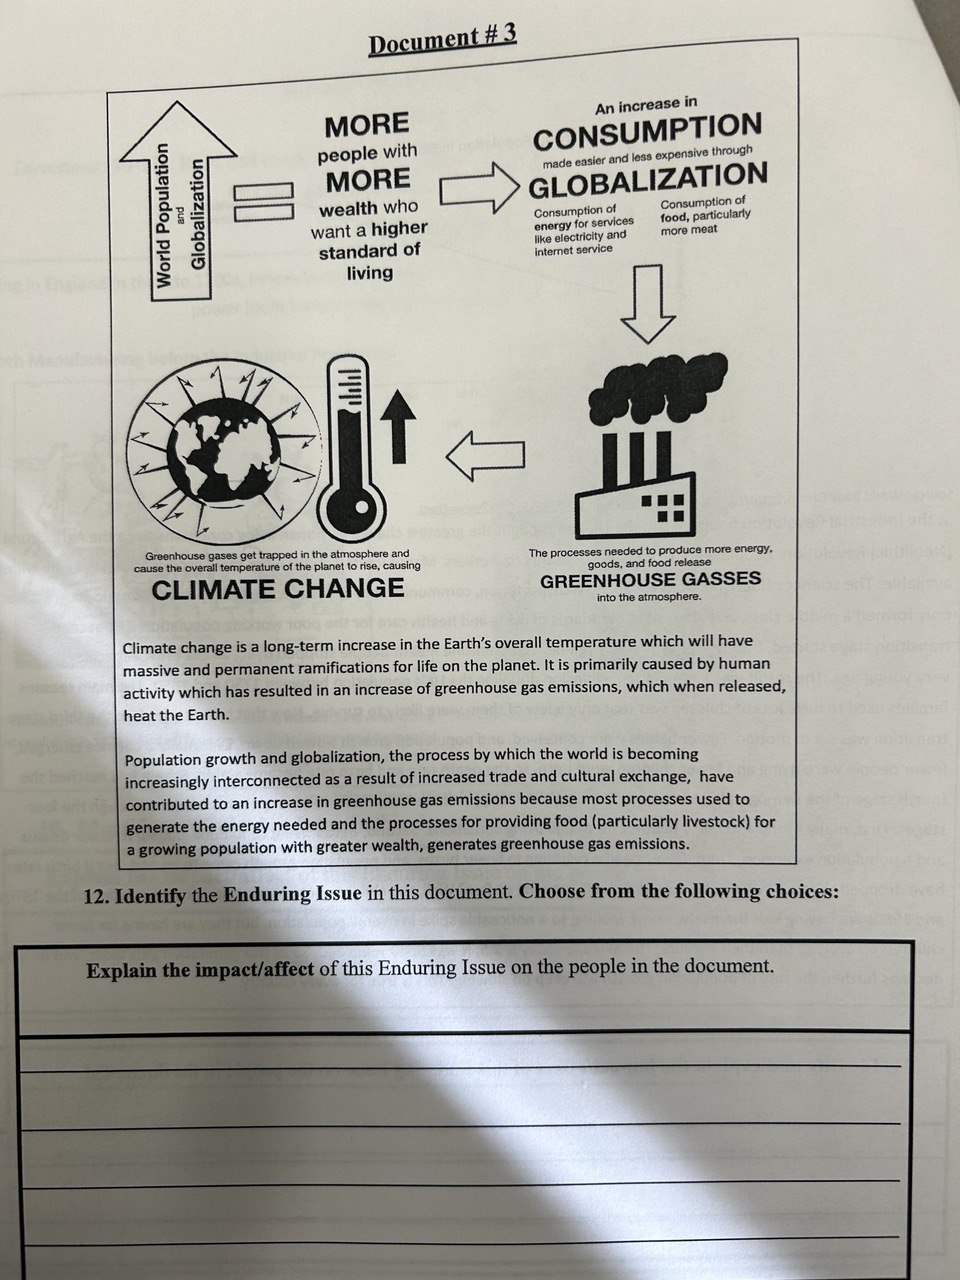 Document # 3
World Population
and
Globalization
MORE
people with
MORE
wealth who
want a higher
standard of
living
An increase in
CONSUMPTION
made easier and less expensive through
GLOBALIZATION
Consumption of
energy for services
like electricity and
internet service
Consumption of
food, particularly
more meat
Greenhouse gases get trapped in the atmosphere and
cause the overall temperature of the planet to rise, causing
CLIMATE CHANGE
The processes needed to produce more energy,
goods, and food release
GREENHOUSE GASSES
into the atmosphere.
Climate change is a long-term increase in the Earth's overall temperature which will have
massive and permanent ramifications for life on the planet. It is primarily caused by human
activity which has resulted in an increase of greenhouse gas emissions, which when released,
heat the Earth.
Population growth and globalization, the process by which the world is becoming
increasingly interconnected as a result of increased trade and cultural exchange, have
contributed to an increase in greenhouse gas emissions because most processes used to
generate the energy needed and the processes for providing food (particularly livestock) for
a growing population with greater wealth, generates greenhouse gas emissions.
12. Identify the Enduring Issue in this document. Choose from the following choices:
Explain the impact/affect of this Enduring Issue on the people in the document.